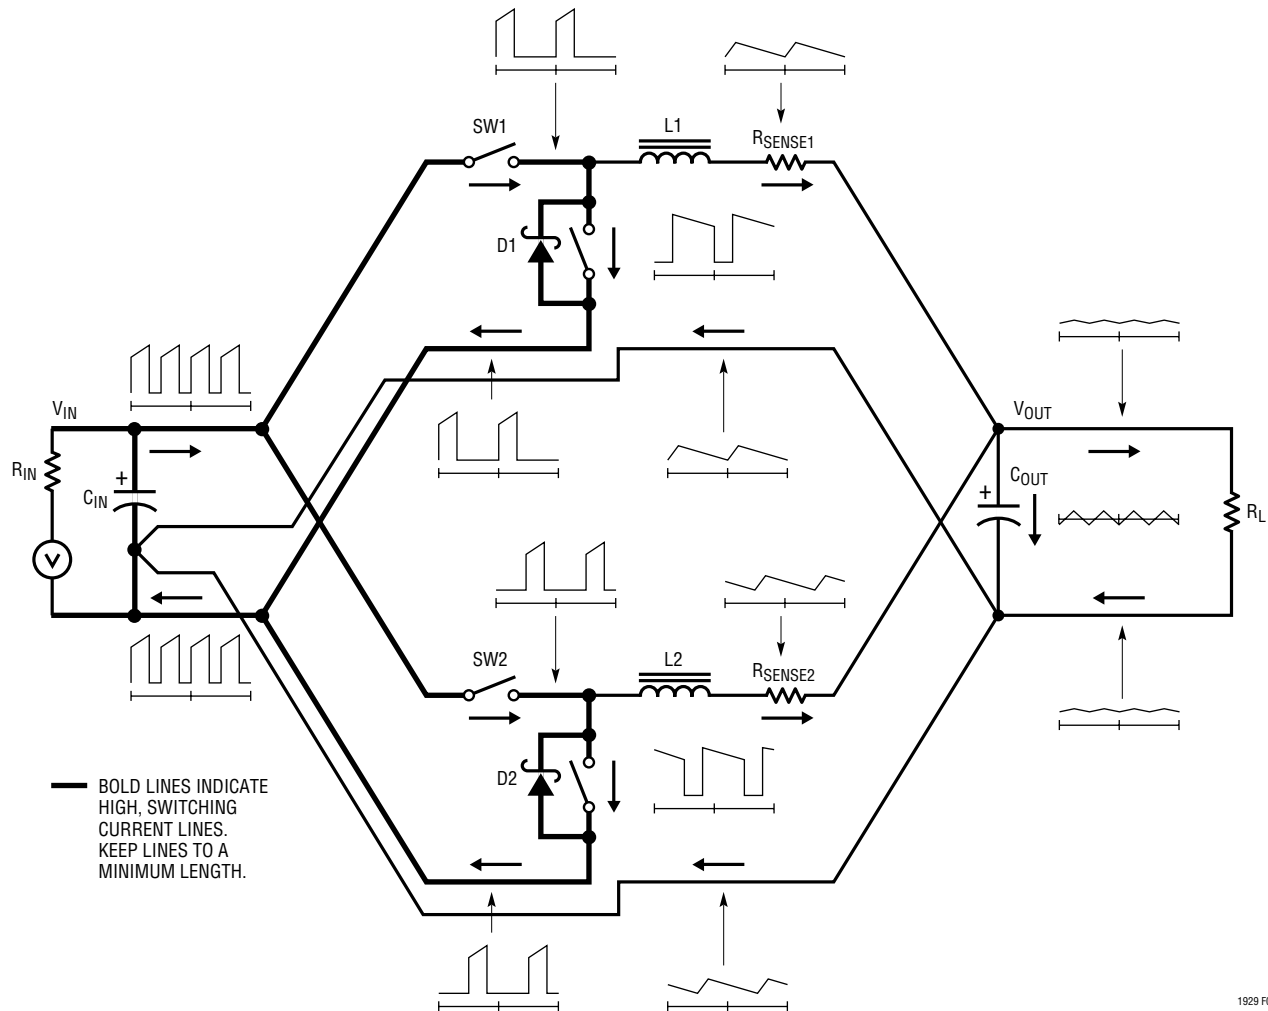 SW1
L1
RSENSE1
D1
VIN
VOUT
RIN
CIN
+
COUT
+
RL
V
SW2
L2
RSENSE2
D2
BOLD LINES INDICATE
HIGH, SWITCHING
CURRENT LINES.
KEEP LINES TO A
MINIMUM LENGTH.
1929